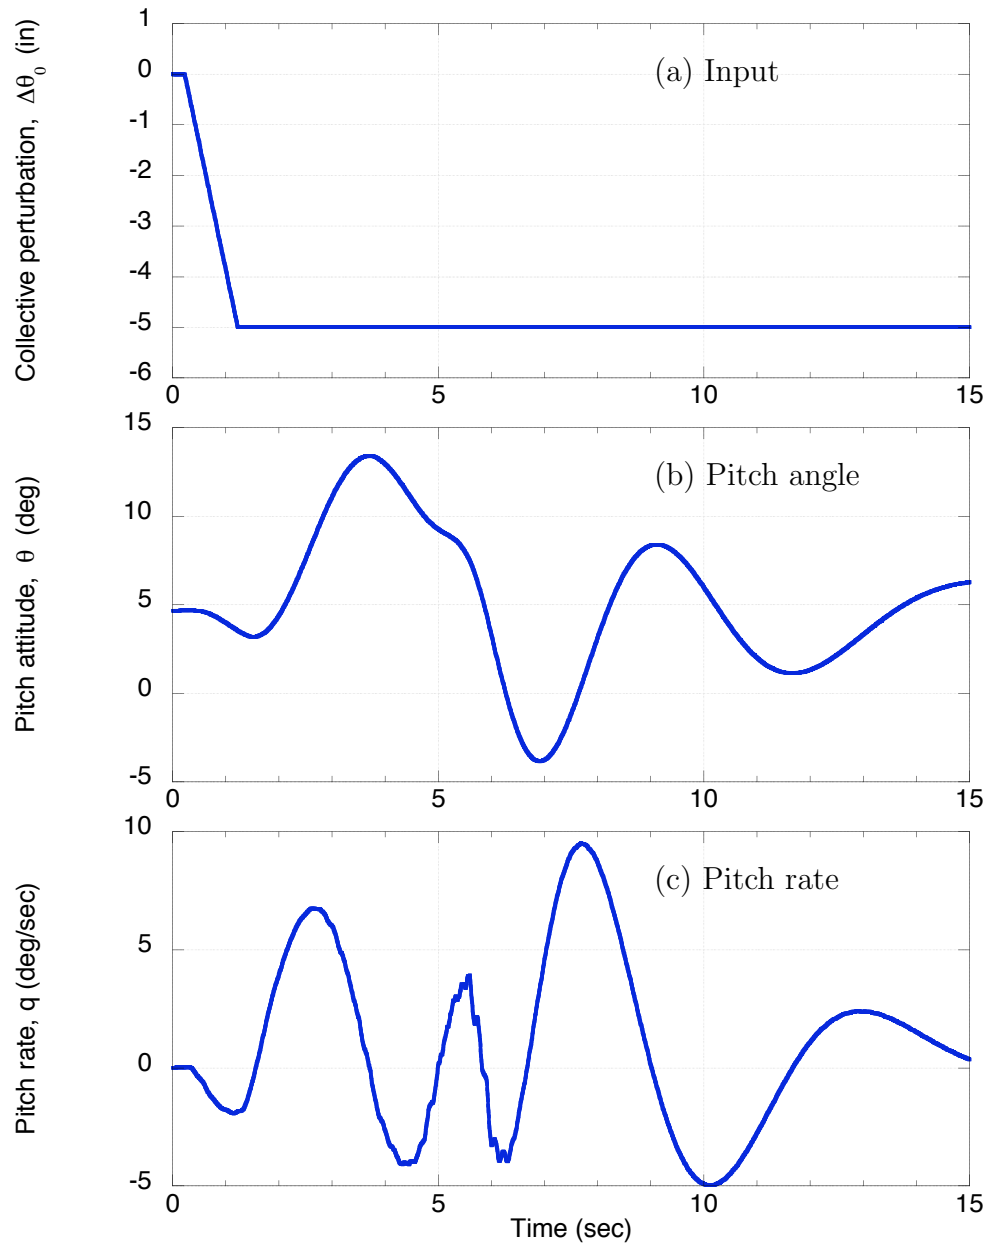 Collective perturbation, Δθ₀ (in)
1
0
-1
-2
-3
-4
-5
-6
(a) Input
0 5 10 15
Pitch attitude, θ (deg)
15
10
5
0
-5
(b) Pitch angle
0 5 10 15
Pitch rate, q (deg/sec)
10
5
0
-5
(c) Pitch rate
0 5 10 15
Time (sec)